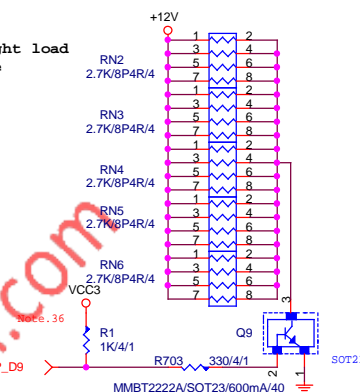 +12V
ght load
e
1 2
RN2 3 4
5 6
2.7K/8P4R/4 7 8
1 2
RN3 3 4
5 6
2.7K/8P4R/4 7 8
1 2
RN4 3 4
5 6
2.7K/8P4R/4 7 8
RN5 1 2
3 4
2.7K/8P4R/4 5 6
7 8
RN6 1 2
3 4
2.7K/8P4R/4 5 6
7 8
VCC3
.com
Note.36
R1
1K/4/1
3
Q9
R703 330/4/1
SOT23
_D9
2 1
MMBT2222A/SOT23/600mA/40